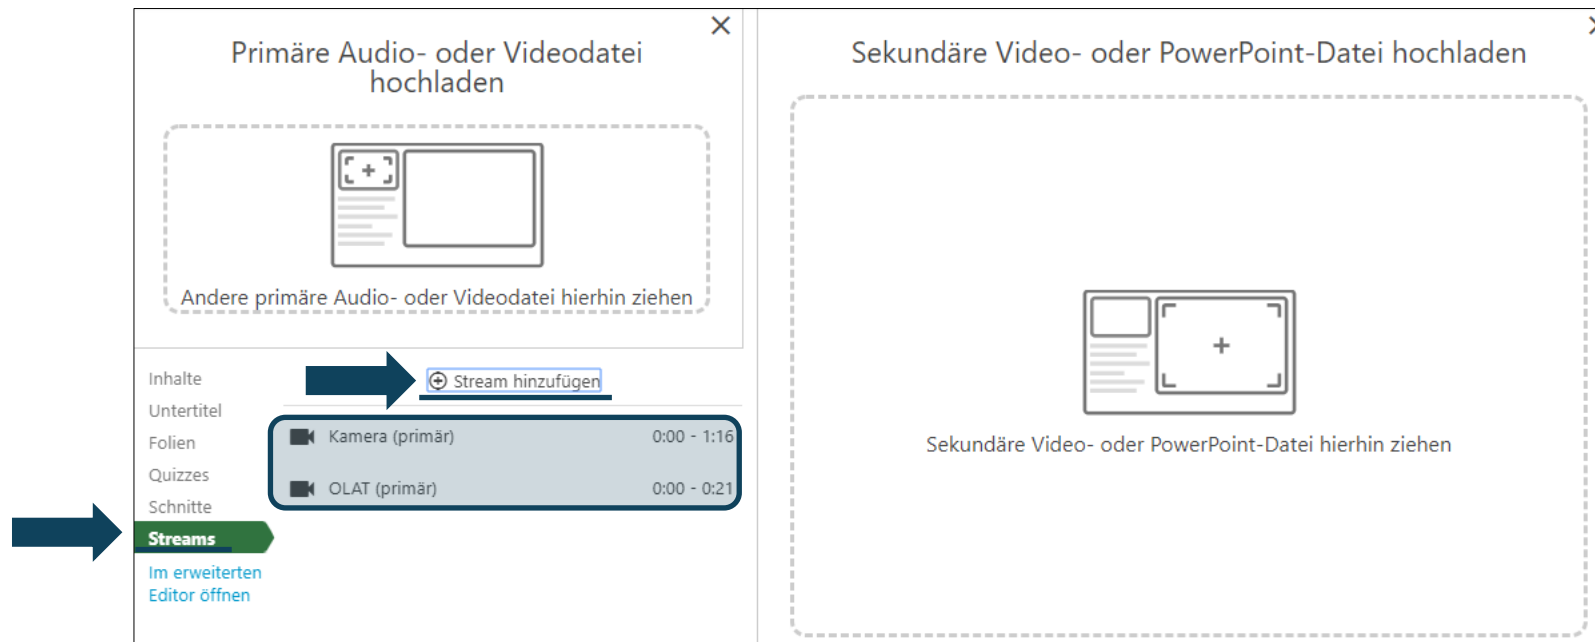 Primäre Audio- oder Videodatei
hochladen
Andere primäre Audio- oder Videodatei hierhin ziehen
Sekundäre Video- oder PowerPoint-Datei hochladen
Sekundäre Video- oder PowerPoint-Datei hierhin ziehen
Inhalte
Untertitel
Folien
Quizzes
Schnitte
Streams
Im erweiterten
Editor öffnen
Stream hinzufügen
Kamera (primär) 0:00 - 1:16
OLAT (primär) 0:00 - 0:21